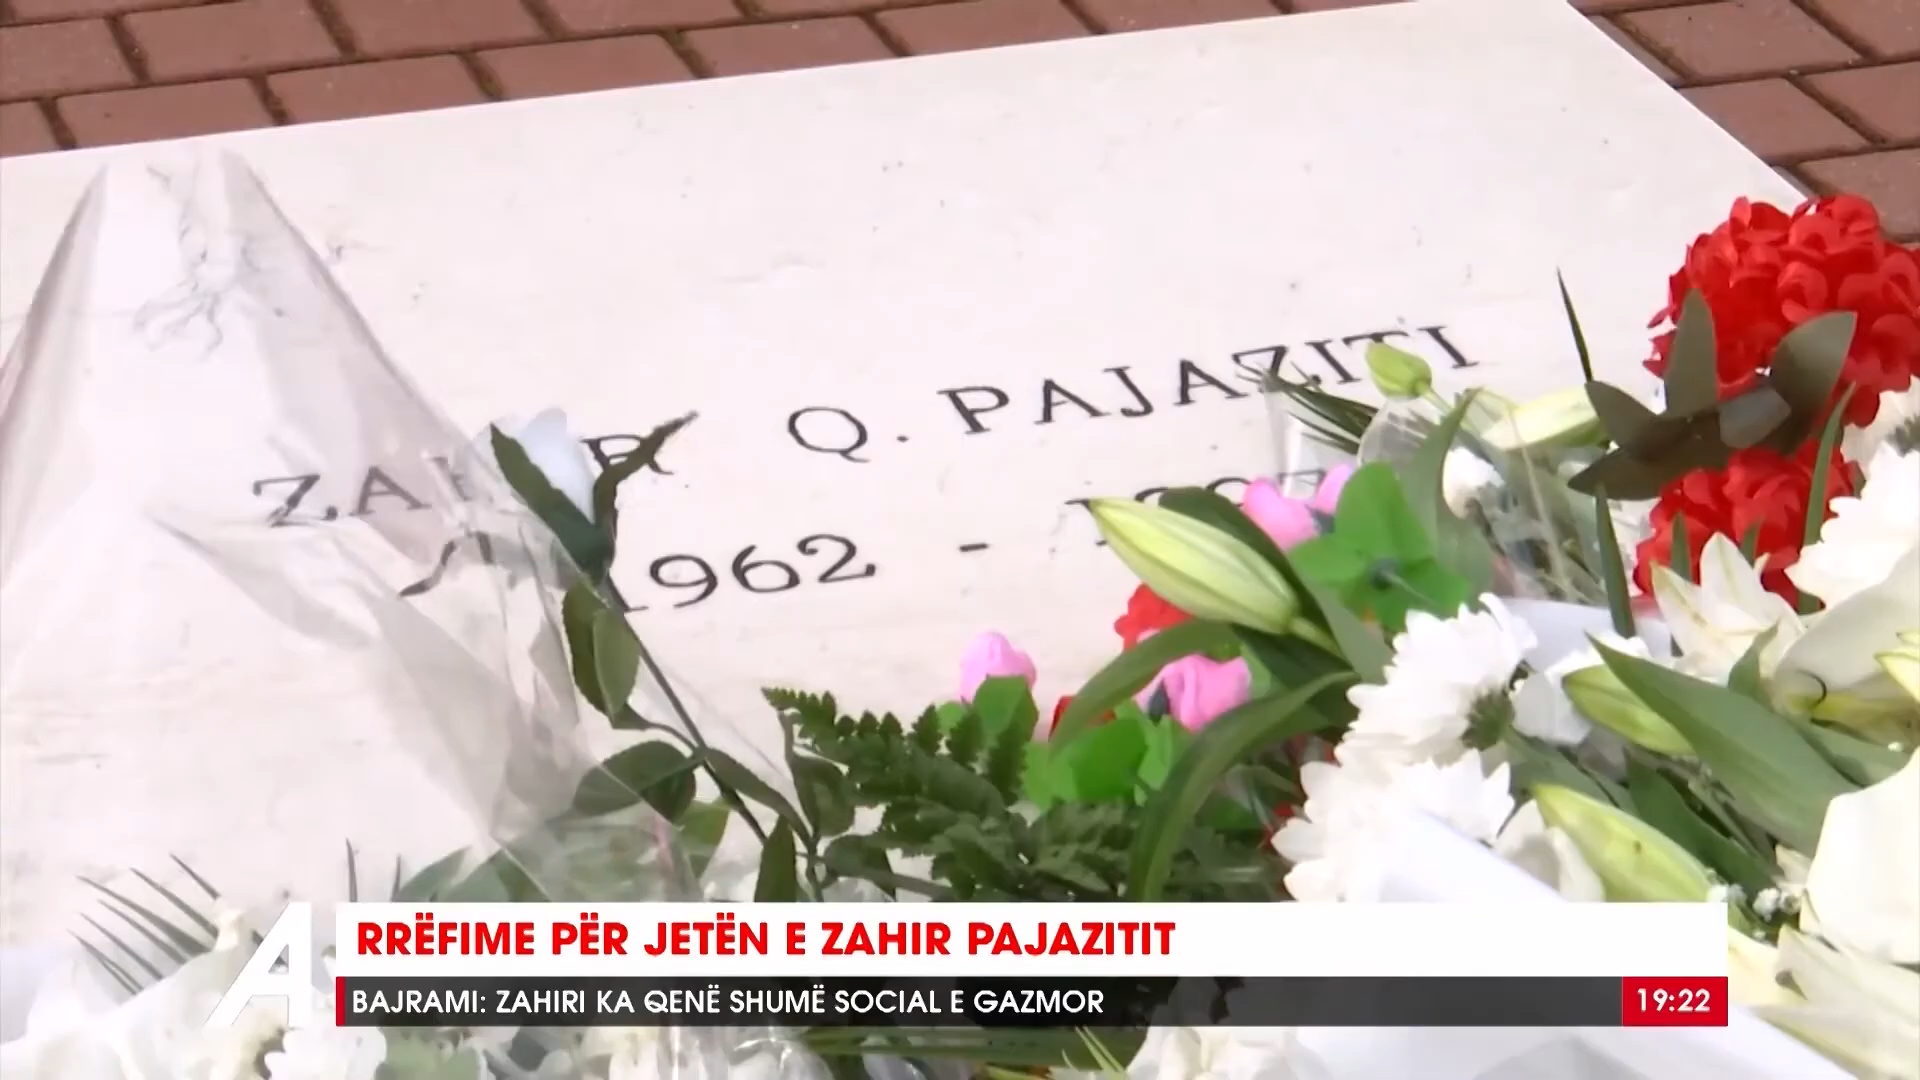 Q. PAJAZITI
1962 -
RRËFIME PËR JETËN E ZAHIR PAJAZITIT
BAJRAMI: ZAHIRI KA QENË SHUMË SOCIAL E GAZMOR
19:22